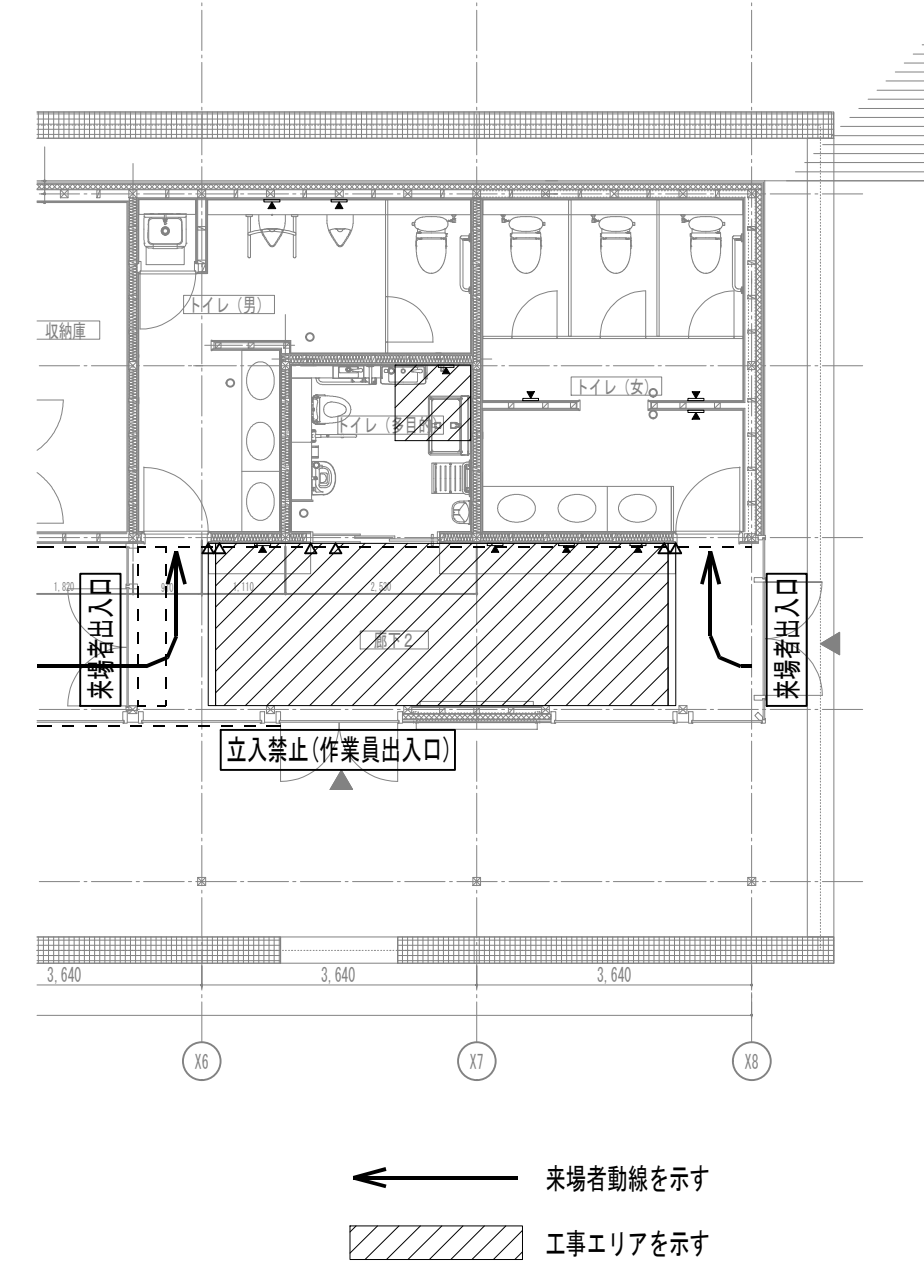 トイレ（男）
収納庫
トイレ（女）
トイレ（多目的）
1,820
910
1,110
2,530
来場者出入口
廊下2
来場者出入口
立入禁止(作業員出入口)
3,640
3,640
3,640
X6
X7
X8
来場者動線を示す
工事エリアを示す